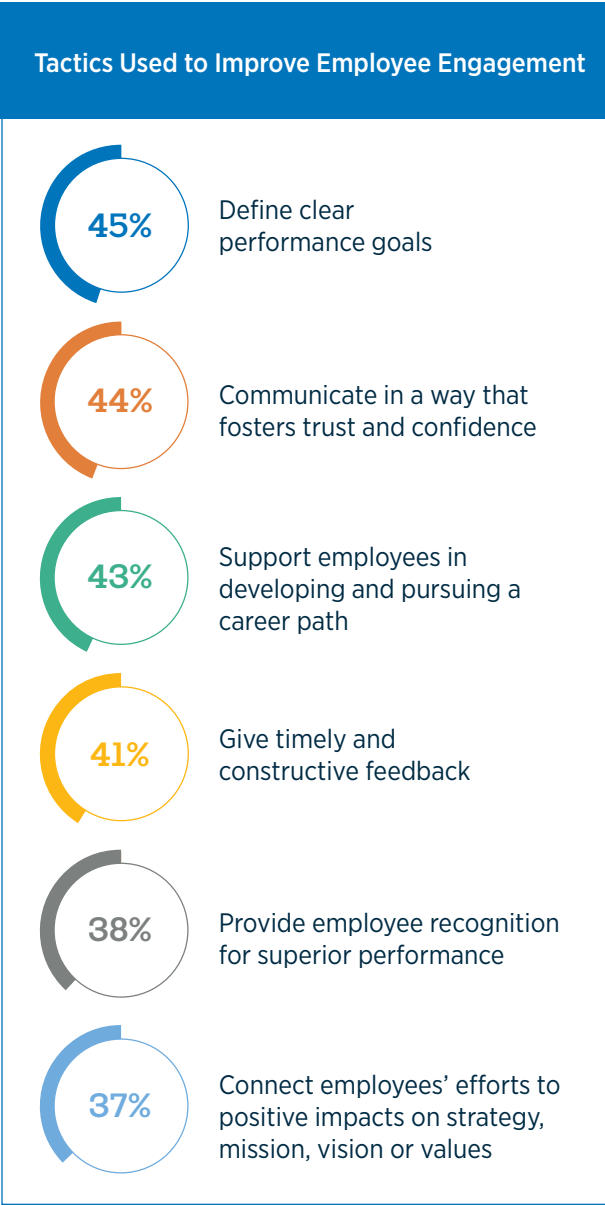 Tactics Used to Improve Employee Engagement
45%
Define clear
performance goals
44%
Communicate in a way that
fosters trust and confidence
43%
Support employees in
developing and pursuing a
career path
41%
Give timely and
constructive feedback
38%
Provide employee recognition
for superior performance
37%
Connect employees’ efforts to
positive impacts on strategy,
mission, vision or values